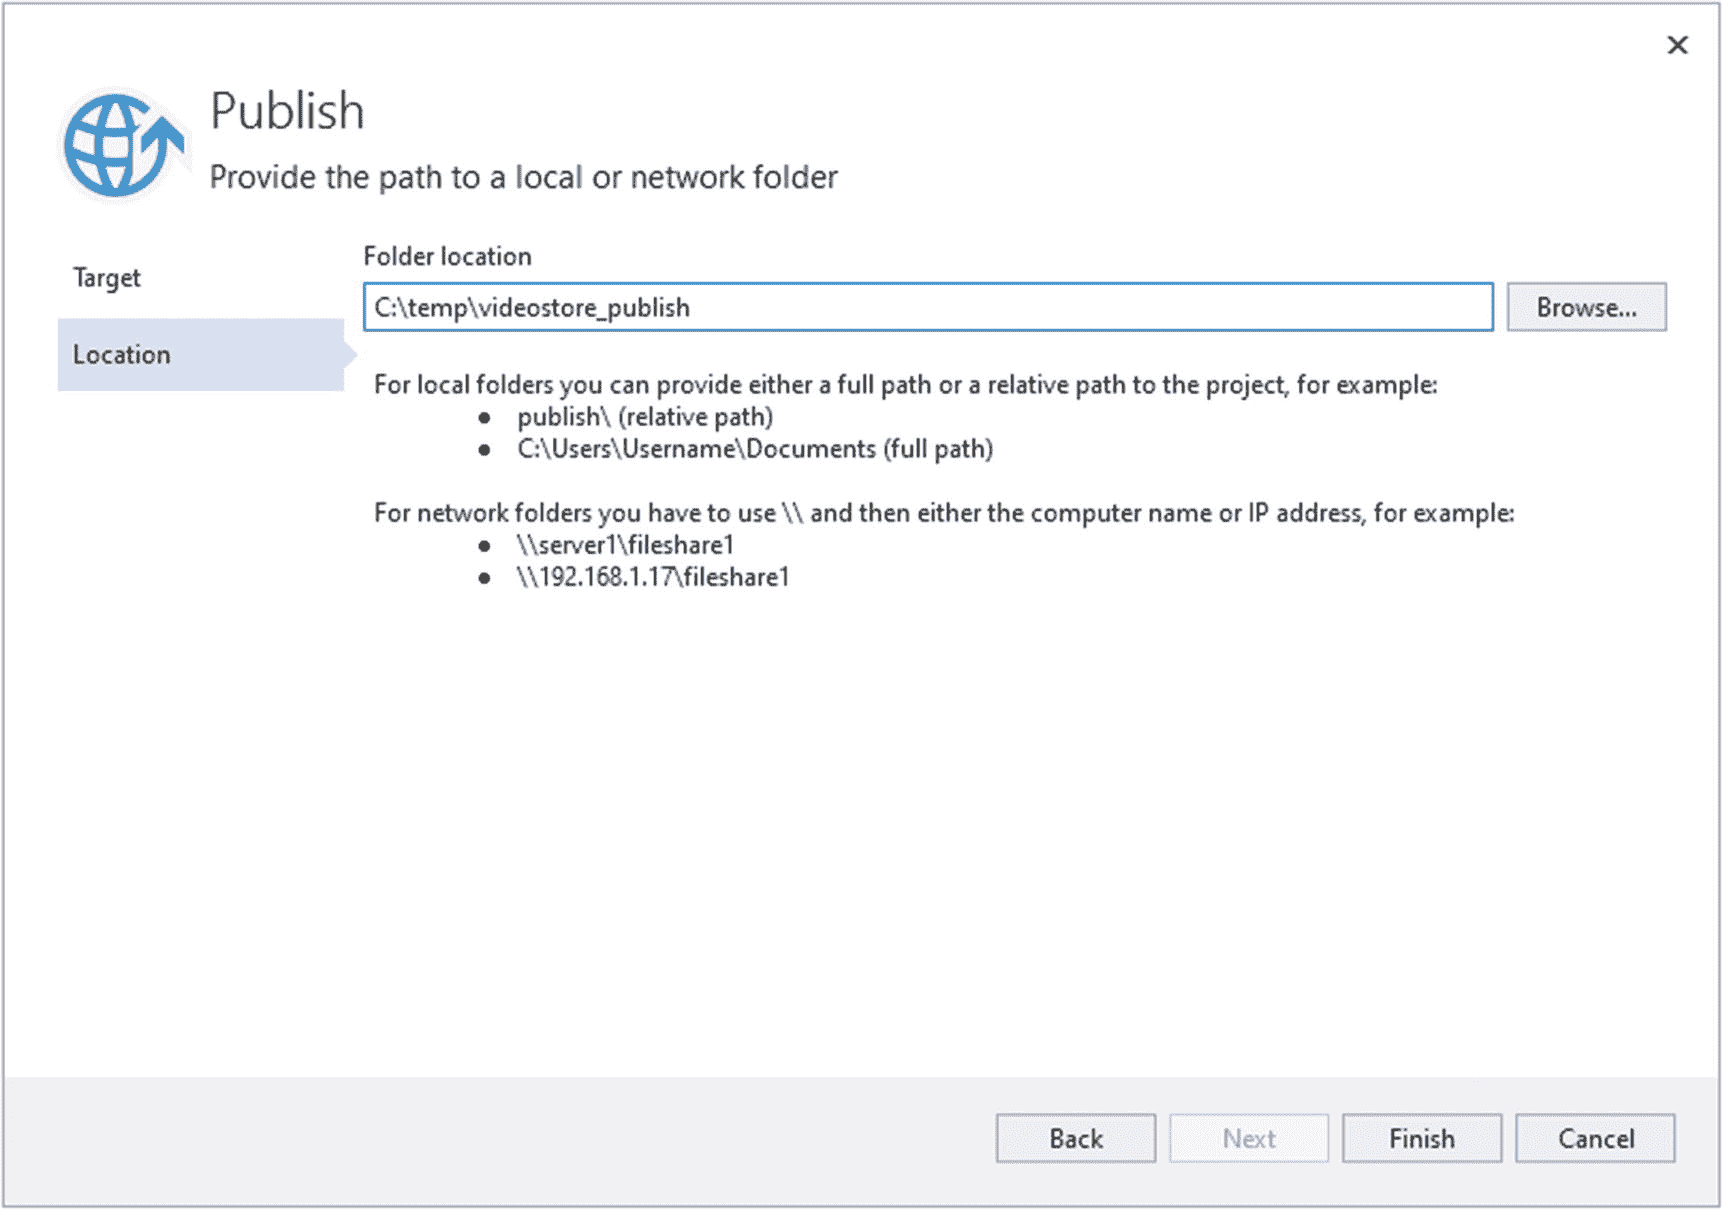 Publish
Provide the path to a local or network folder
Target
Location
Folder location
C:\temp\videostore_publish
Browse...
For local folders you can provide either a full path or a relative path to the project, for example:
● publish\ (relative path)
● C:\Users\Username\Documents (full path)
For network folders you have to use \\ and then either the computer name or IP address, for example:
● \\server1\fileshare1
● \\192.168.1.17\fileshare1
Back
Next
Finish
Cancel